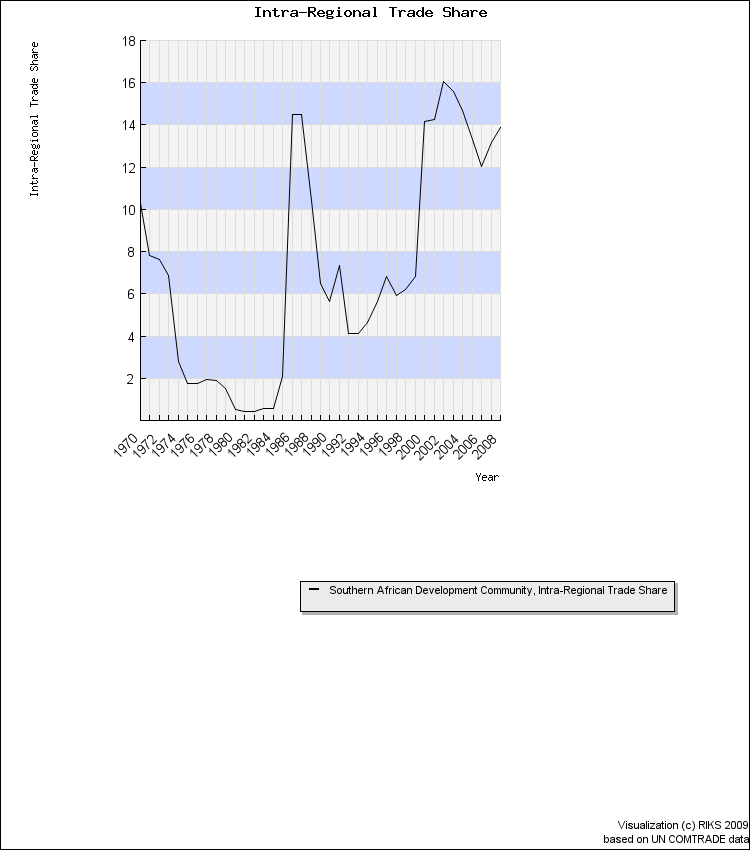 Intra-Regional Trade Share
Intra-Regional Trade Share
18
16
14
12
10
8
6
4
2
1970 1972 1974 1976 1978 1980 1982 1984 1986 1988 1990 1992 1994 1996 1998 2000 2002 2004 2006 2008
Year
Southern African Development Community, Intra-Regional Trade Share
Visualization (c) RIKS 2009
based on UN COMTRADE data